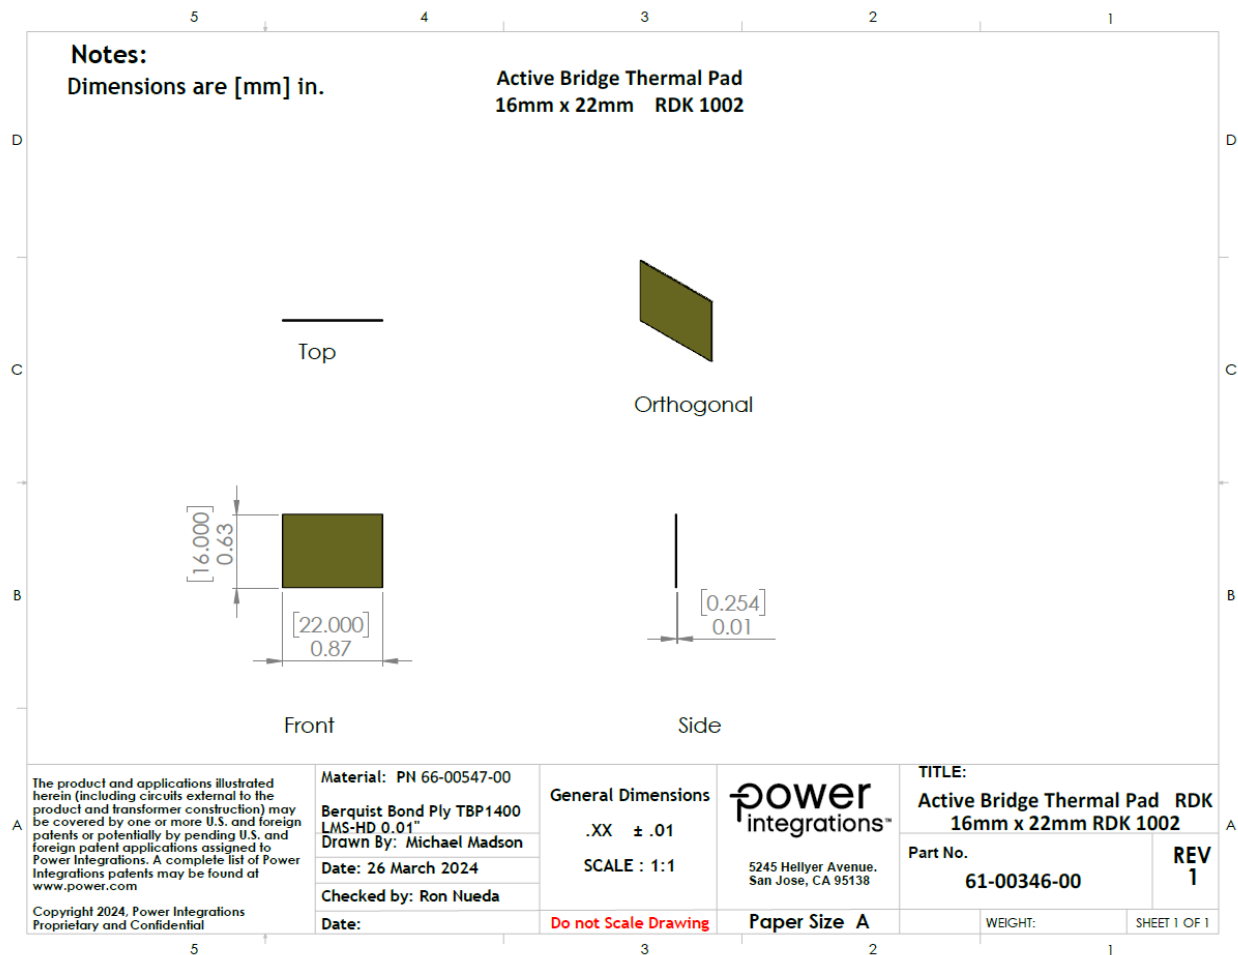 5 4 3 2 1
Notes:
Dimensions are [mm] in.
Active Bridge Thermal Pad
16mm x 22mm RDK 1002
D D
Top
C C
Orthogonal
[16.000]
0.63
[22.000]
0.87
[0.254]
0.01
B B
Front
Side
The product and applications illustrated
herein (including circuits external to the
product and transformer construction) may
be covered by one or more U.S. and foreign
patents or potentially by pending U.S. and
foreign patent applications assigned to
Power Integrations. A complete list of Power
Integrations patents may be found at
www.power.com
Copyright 2024, Power Integrations
Proprietary and Confidential
Material: PN 66-00547-00
Berquist Bond Ply TBP1400
LMS-HD 0.01"
Drawn By: Michael Madson
Date: 26 March 2024
Checked by: Ron Nueda
Date:
General Dimensions
.XX ± .01
SCALE : 1:1
Do not Scale Drawing
power
integrations™
5245 Hellyer Avenue.
San Jose, CA 95138
Paper Size A
TITLE:
Active Bridge Thermal Pad RDK
16mm x 22mm RDK 1002
Part No.
61-00346-00
REV
1
WEIGHT:
SHEET 1 OF 1
A A
5 3 2 1